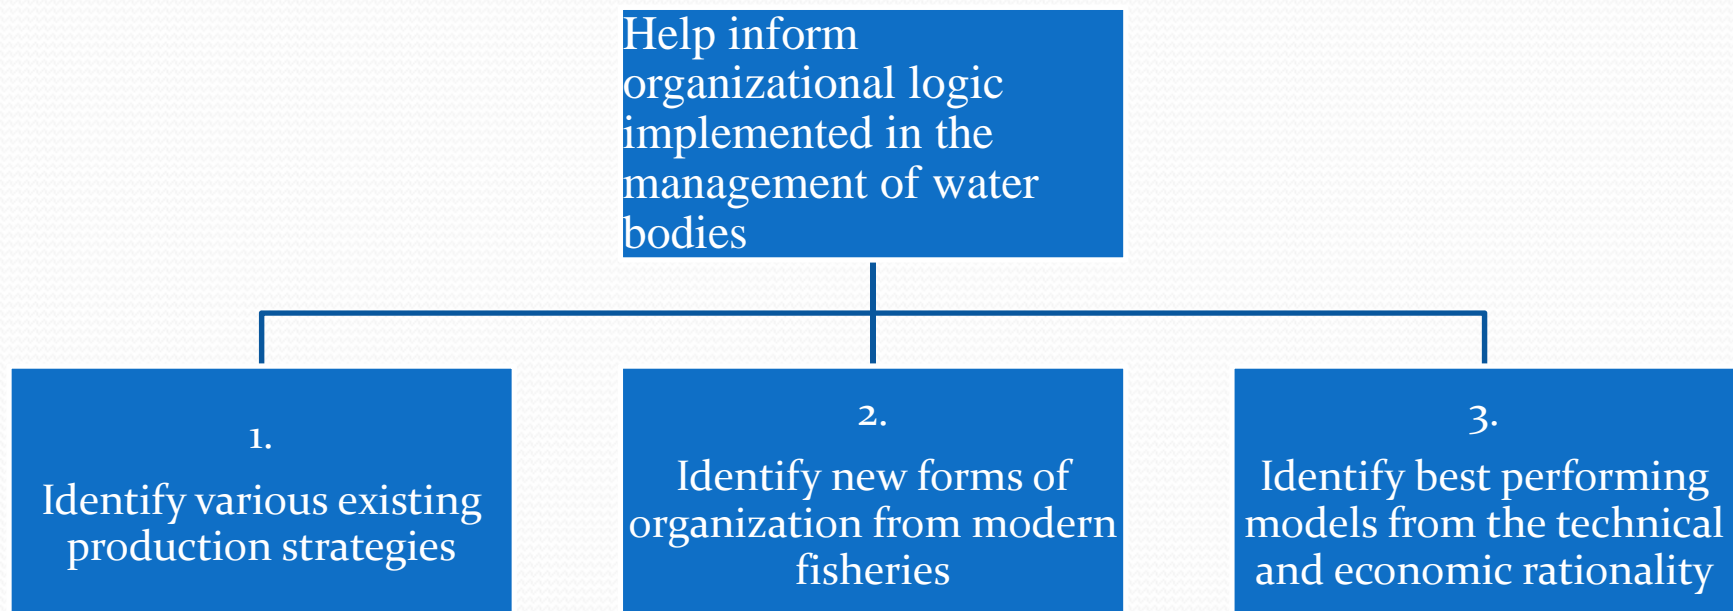 Help inform
organizational logic
implemented in the
management of water
bodies
1.
Identify various existing
production strategies
2.
Identify new forms of
organization from modern
fisheries
3.
Identify best performing
models from the technical
and economic rationality